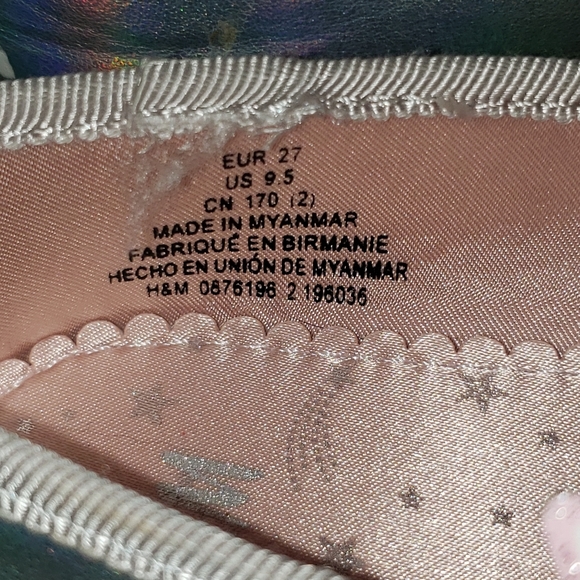 EUR 27
US 9.5
CN 170 (2)
MADE IN MYANMAR
FABRIQUÉ EN BIRMANIE
HECHO EN UNIÓN DE MYANMAR
H&M 0876196 2 196036